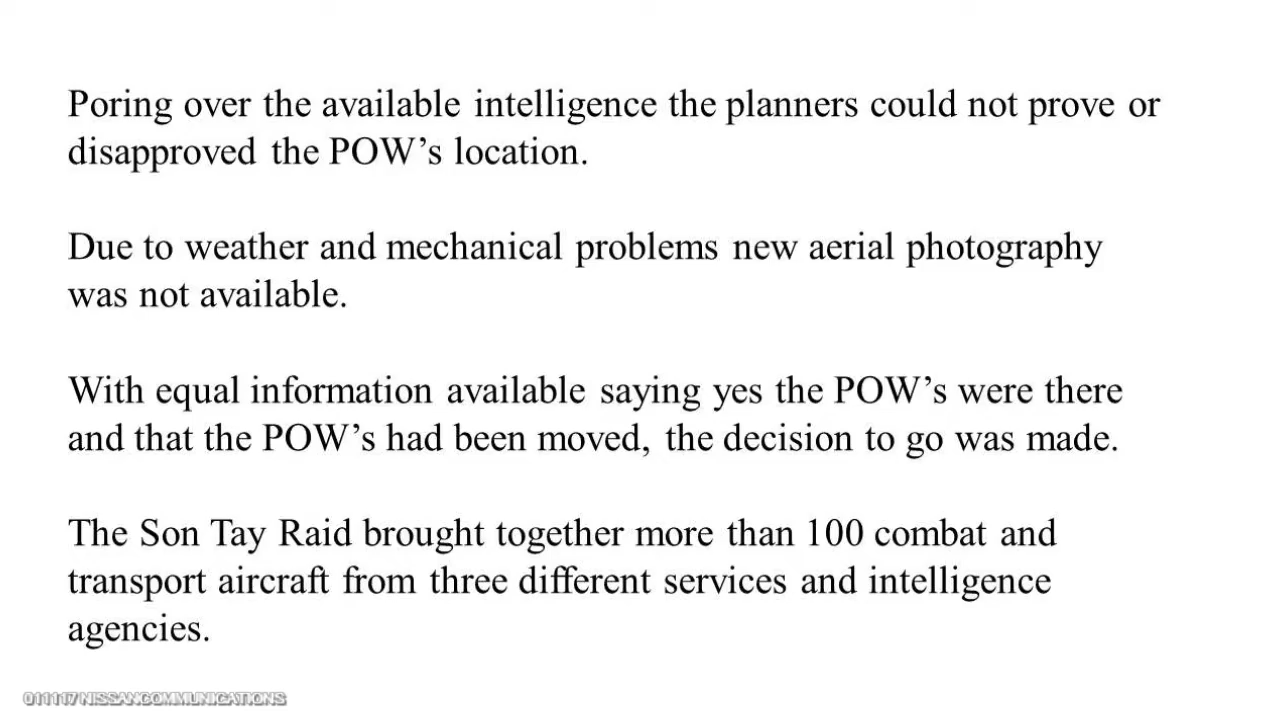 Poring over the available intelligence the planners could not prove or
disapproved the POW’s location.
Due to weather and mechanical problems new aerial photography
was not available.
With equal information available saying yes the POW’s were there
and that the POW’s had been moved, the decision to go was made.
The Son Tay Raid brought together more than 100 combat and
transport aircraft from three different services and intelligence
agencies.
011117 NISSANCOMMUNICATIONS